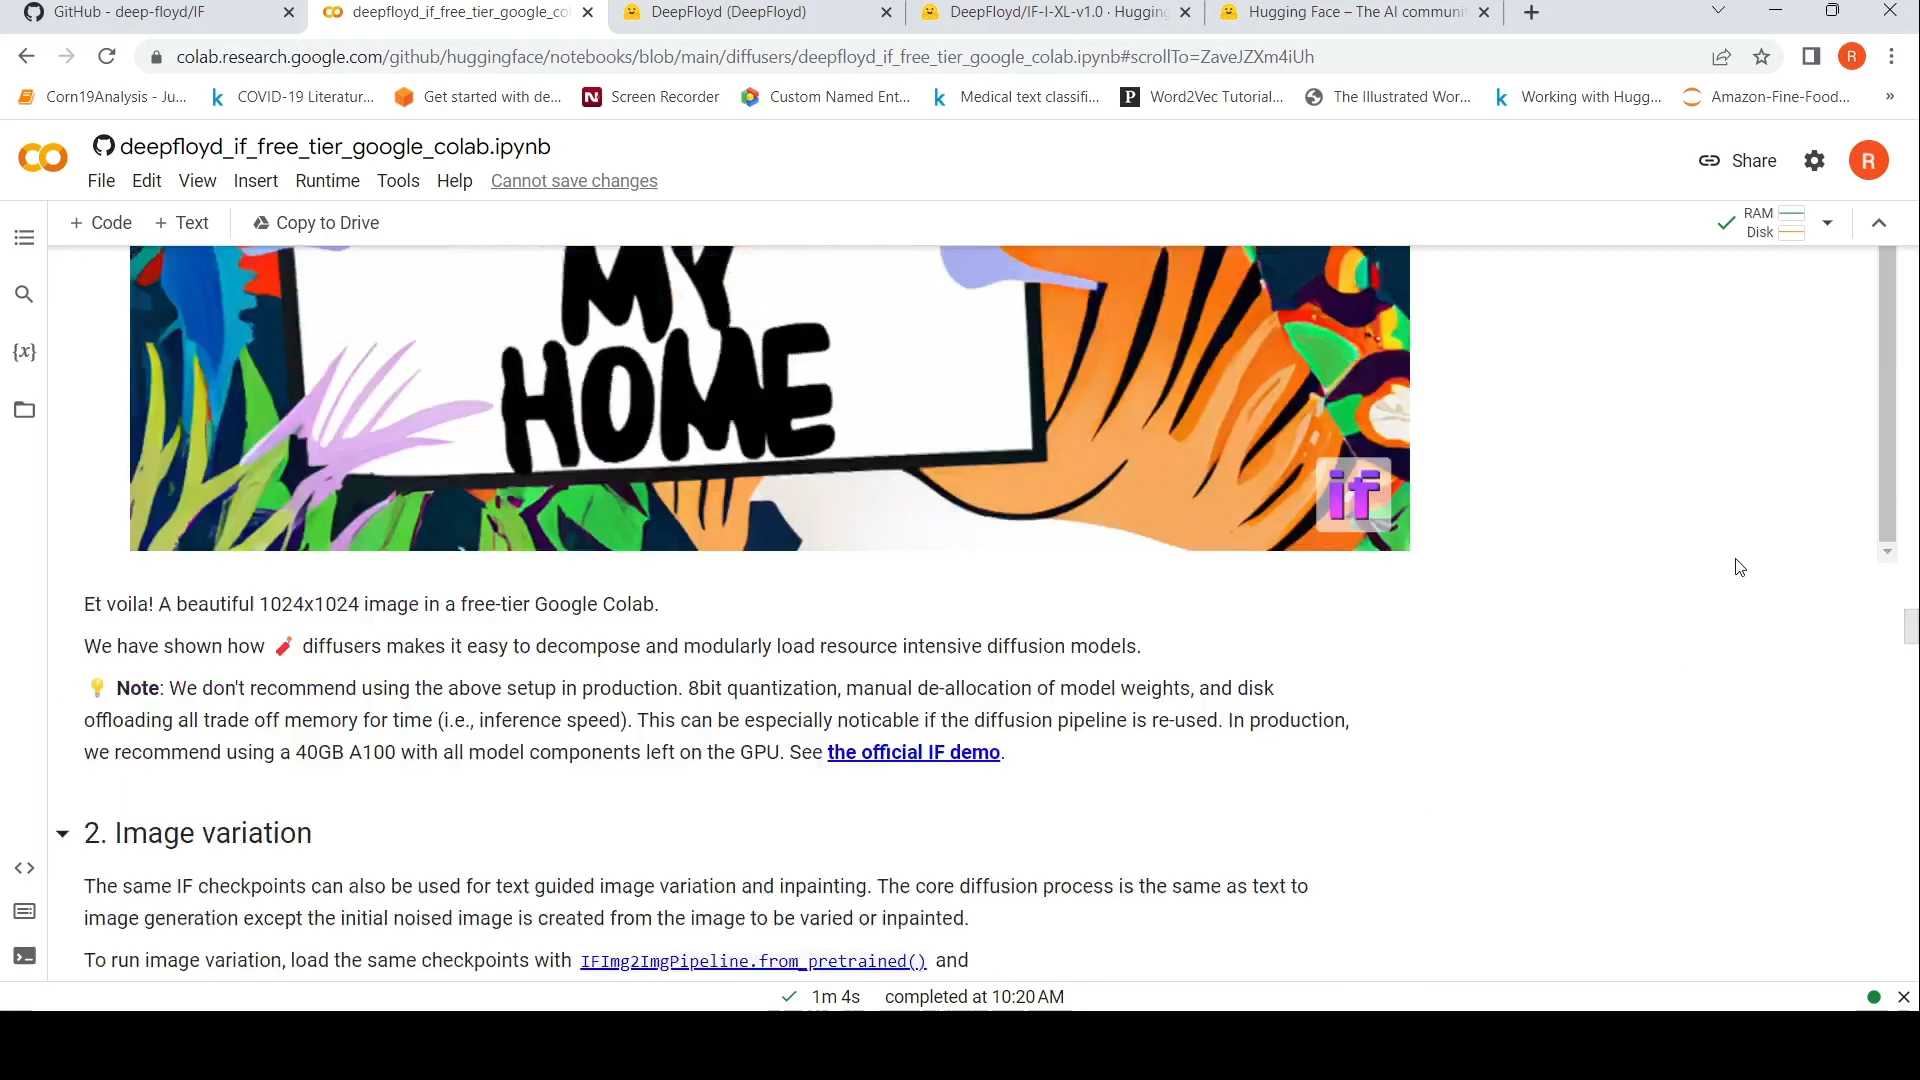 GitHub - deep-floyd/IF
deepfloyd_if_free_tier_google_co
DeepFloyd (DeepFloyd)
DeepFloyd/IF-I-XL-v1.0 · Hugging
Hugging Face – The AI communit
colab.research.google.com/github/huggingface/notebooks/blob/main/diffusers/deepfloyd_if_free_tier_google_colab.ipynb#scrollTo=ZaveJZXm4iUh
R
Corn19Analysis - Ju...
COVID-19 Literatur...
Get started with de...
Screen Recorder
Custom Named Ent...
Medical text classifi...
Word2Vec Tutorial...
The Illustrated Wor...
Working with Hugg...
Amazon-Fine-Food...
»
deepfloyd_if_free_tier_google_colab.ipynb
Share
R
File Edit View Insert Runtime Tools Help Cannot save changes
+ Code + Text Copy to Drive
RAM
Disk
{x}
MY
HOME
if
Et voila! A beautiful 1024x1024 image in a free-tier Google Colab.
We have shown how 🧨 diffusers makes it easy to decompose and modularly load resource intensive diffusion models.
💡 Note: We don't recommend using the above setup in production. 8bit quantization, manual de-allocation of model weights, and disk
offloading all trade off memory for time (i.e., inference speed). This can be especially noticable if the diffusion pipeline is re-used. In production,
we recommend using a 40GB A100 with all model components left on the GPU. See the official IF demo.
2. Image variation
The same IF checkpoints can also be used for text guided image variation and inpainting. The core diffusion process is the same as text to
image generation except the initial noised image is created from the image to be varied or inpainted.
To run image variation, load the same checkpoints with IFImg2ImgPipeline.from_pretrained() and
1m 4s completed at 10:20 AM